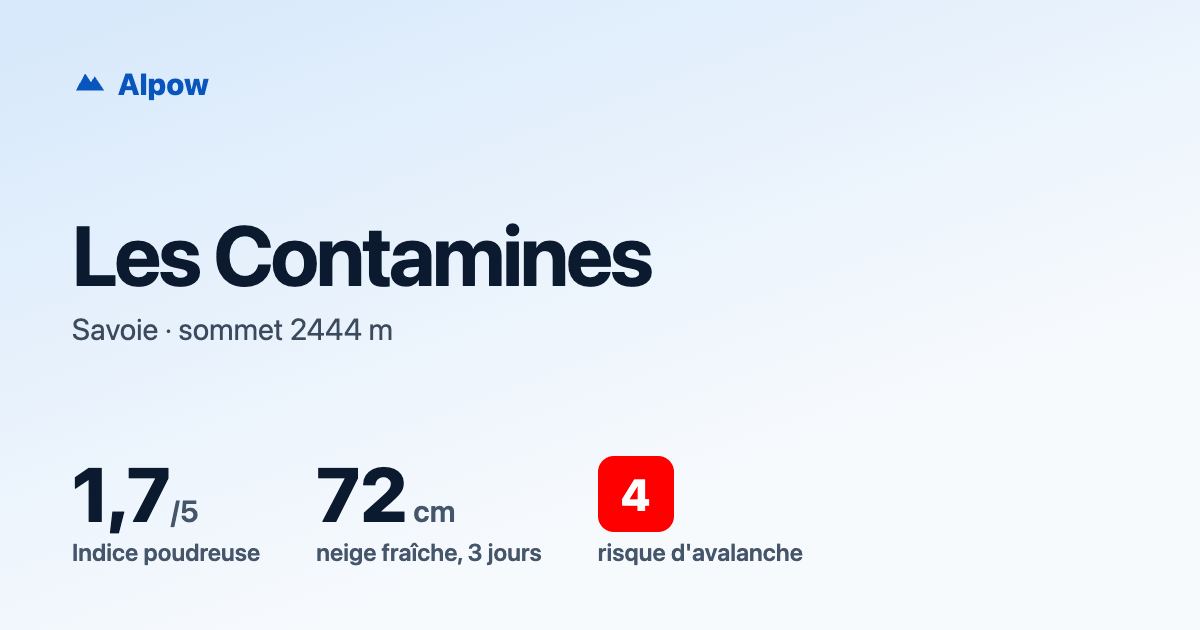 Alpow
Les Contamines
Savoie · sommet 2444 m
1,7/5
Indice poudreuse
72 cm
neige fraîche, 3 jours
4
risque d'avalanche